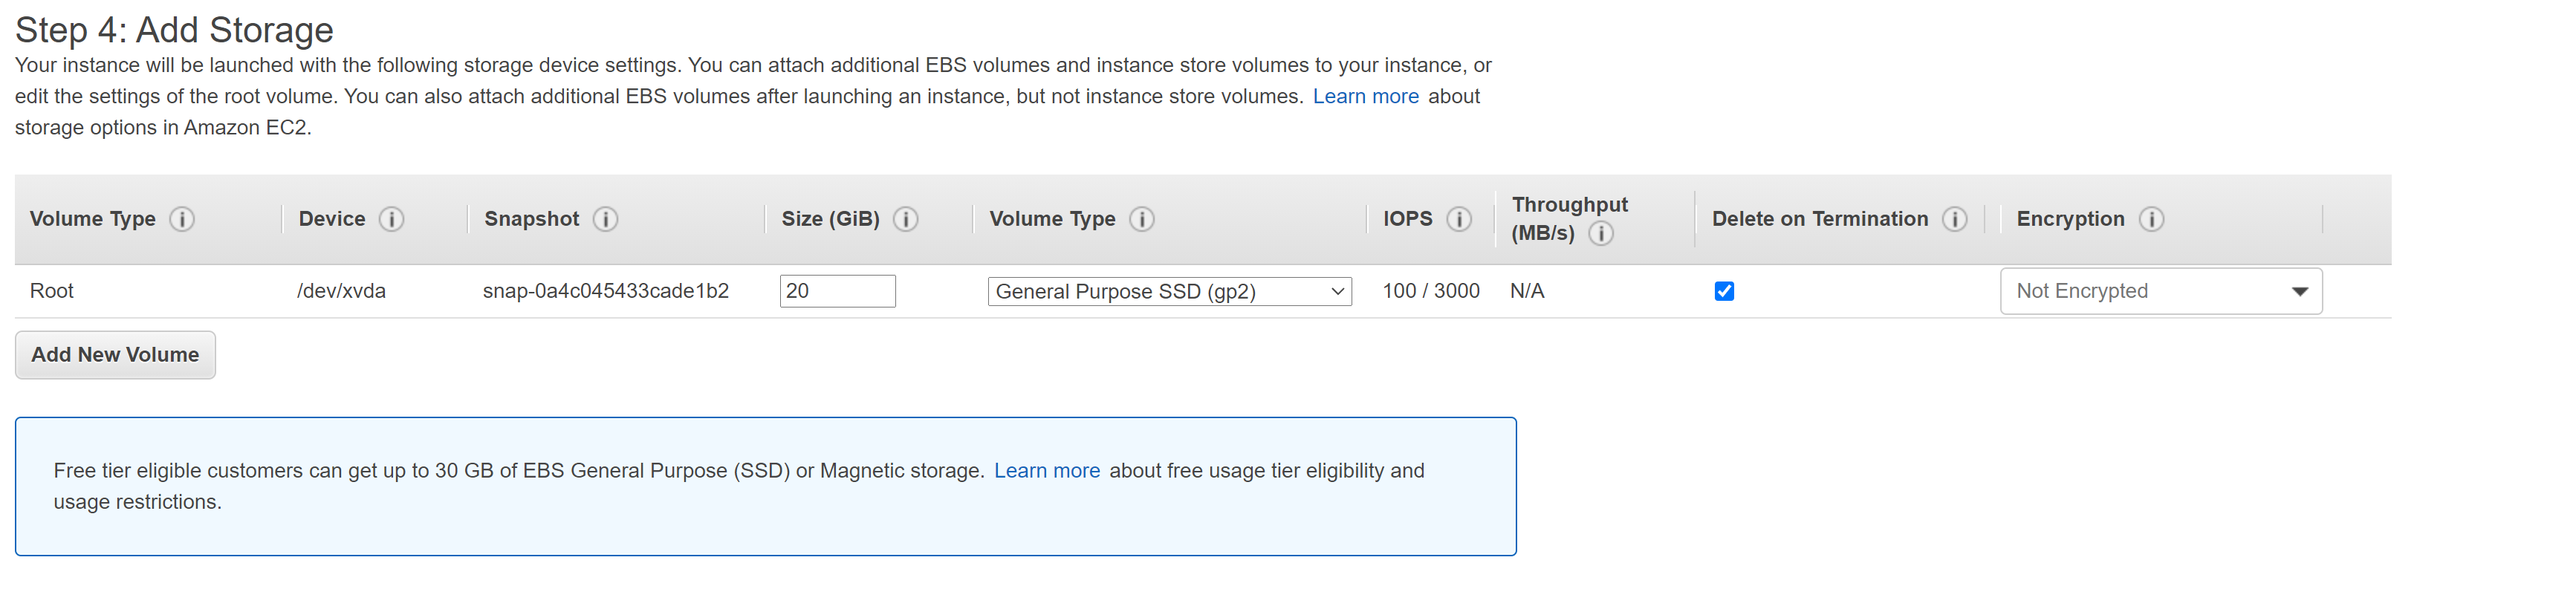 Step 4: Add Storage
Your instance will be launched with the following storage device settings. You can attach additional EBS volumes and instance store volumes to your instance, or
edit the settings of the root volume. You can also attach additional EBS volumes after launching an instance, but not instance store volumes. Learn more about
storage options in Amazon EC2.
Volume Type Device Snapshot Size (GiB) Volume Type IOPS Throughput (MB/s) Delete on Termination Encryption
Root /dev/xvda snap-0a4c045433cade1b2 20 General Purpose SSD (gp2) 100 / 3000 N/A Not Encrypted
Add New Volume
Free tier eligible customers can get up to 30 GB of EBS General Purpose (SSD) or Magnetic storage. Learn more about free usage tier eligibility and
usage restrictions.